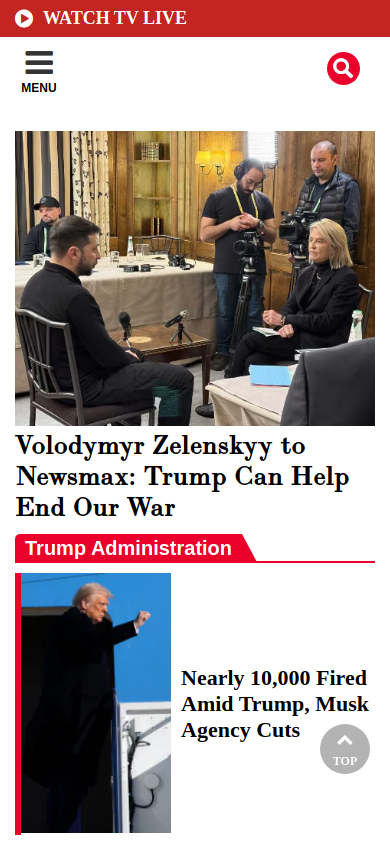 WATCH TV LIVE
MENU
Volodymyr Zelenskyy to
Newsmax: Trump Can Help
End Our War
Trump Administration
Nearly 10,000 Fired
Amid Trump, Musk
Agency Cuts
TOP